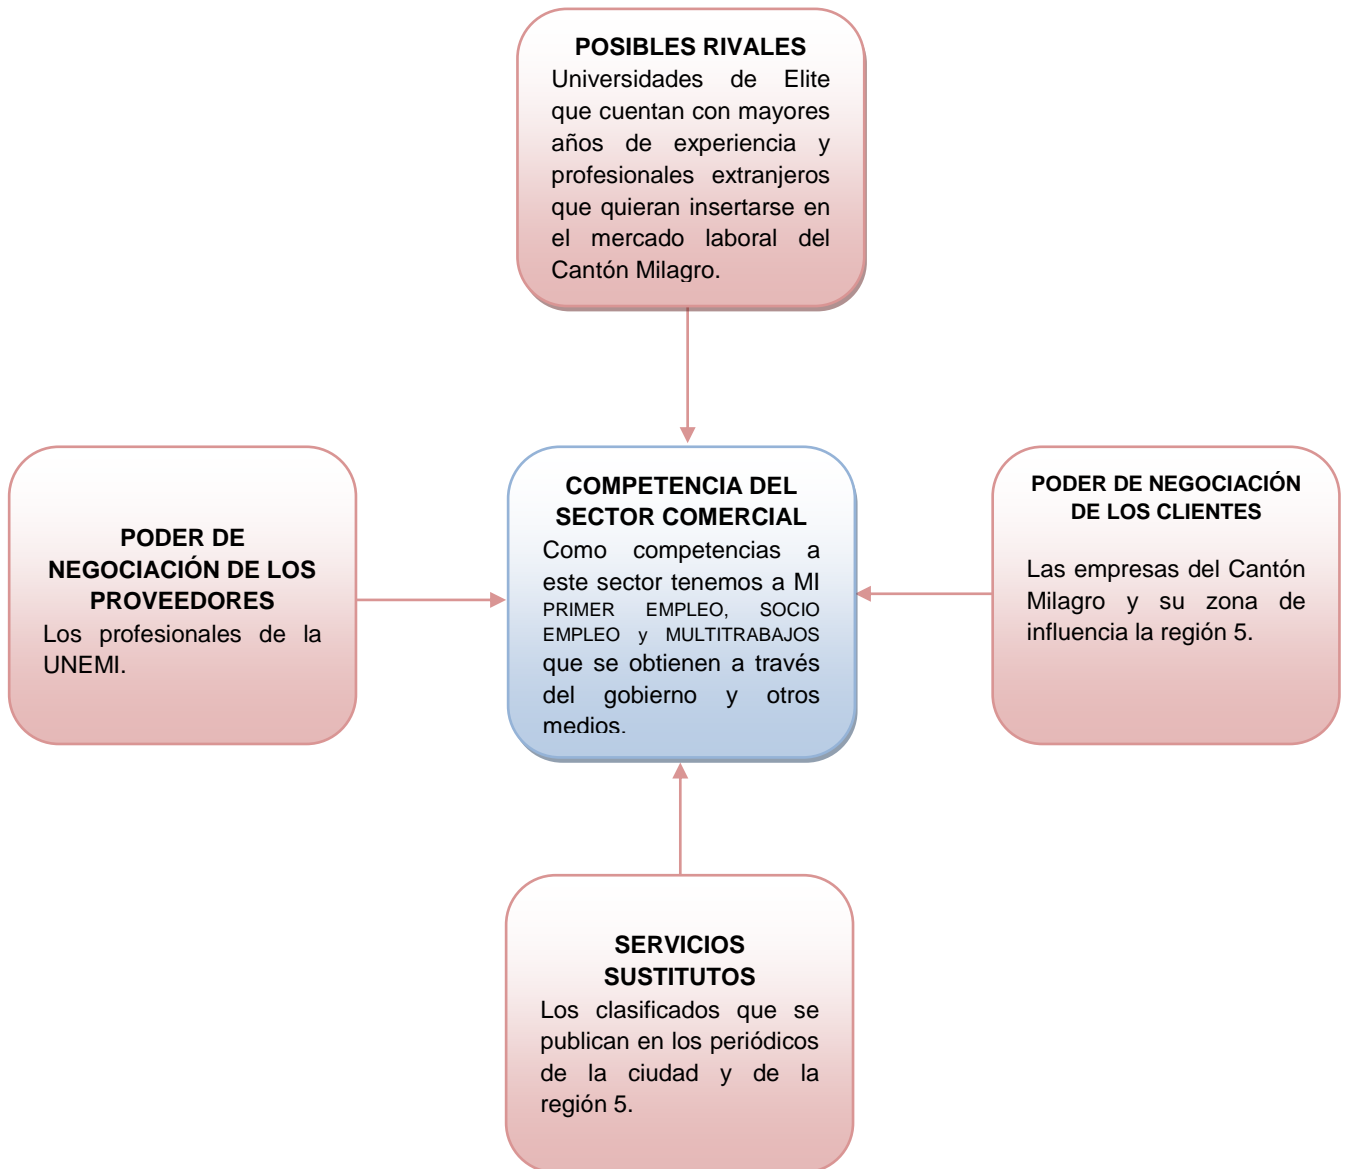 POSIBLES RIVALES
Universidades de Elite
que cuentan con mayores
años de experiencia y
profesionales extranjeros
que quieran insertarse en
el mercado laboral del
Cantón Milagro.
PODER DE
NEGOCIACIÓN DE LOS
PROVEEDORES
Los profesionales de la
UNEMI.
COMPETENCIA DEL
SECTOR COMERCIAL
Como competencias a
este sector tenemos a MI
PRIMER EMPLEO, SOCIO
EMPLEO y MULTITRABAJOS
que se obtienen a través
del gobierno y otros
medios.
PODER DE NEGOCIACIÓN
DE LOS CLIENTES
Las empresas del Cantón
Milagro y su zona de
influencia la región 5.
SERVICIOS
SUSTITUTOS
Los clasificados que se
publican en los periódicos
de la ciudad y de la
región 5.